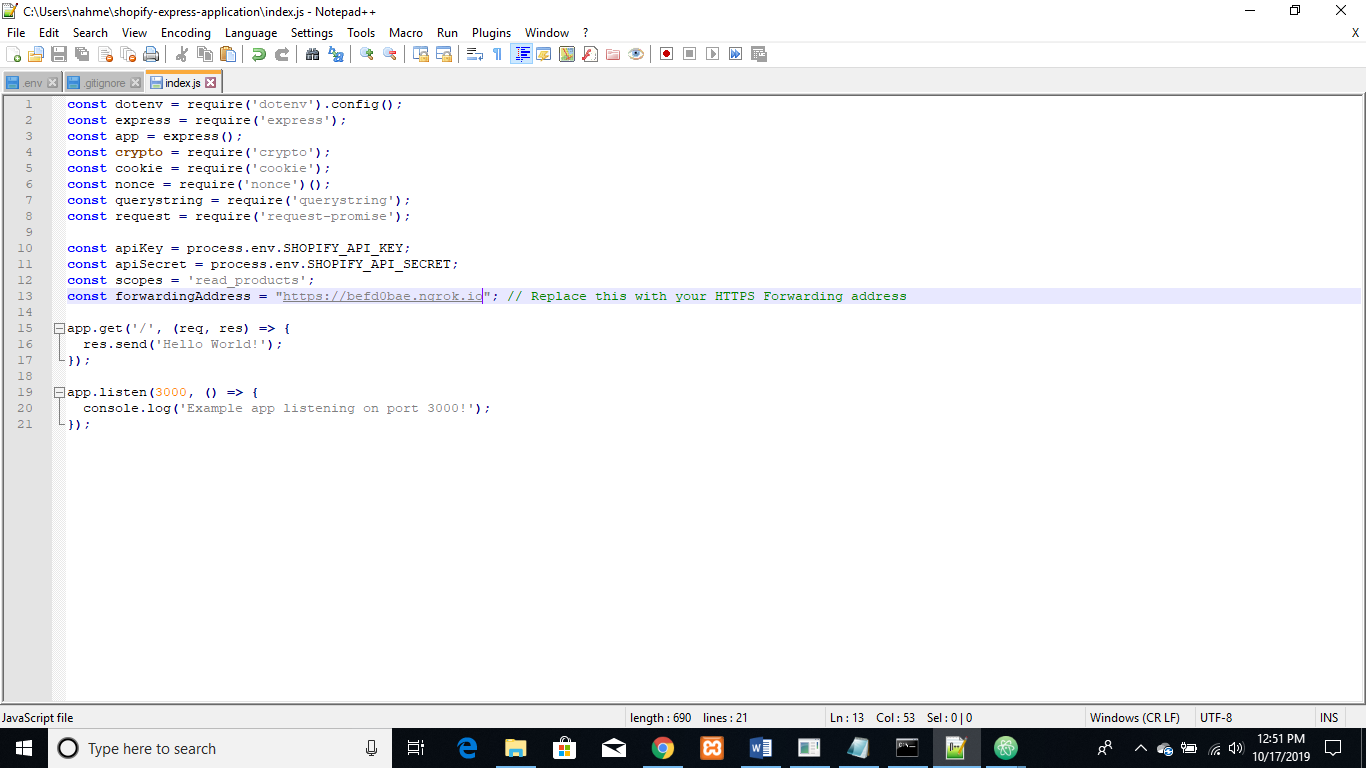 C:\Users\nahme\shopify-express-application\index.js - Notepad++
File Edit Search View Encoding Language Settings Tools Macro Run Plugins Window ? X
.env .gitignore index.js
1 const dotenv = require('dotenv').config();
2 const express = require('express');
3 const app = express();
4 const crypto = require('crypto');
5 const cookie = require('cookie');
6 const nonce = require('nonce')();
7 const querystring = require('querystring');
8 const request = require('request-promise');
9
10 const apiKey = process.env.SHOPIFY_API_KEY;
11 const apiSecret = process.env.SHOPIFY_API_SECRET;
12 const scopes = 'read_products';
13 const forwardingAddress = "https://befd0bae.ngrok.io"; // Replace this with your HTTPS Forwarding address
14
15 app.get('/', (req, res) => {
16 res.send('Hello World!');
17 });
18
19 app.listen(3000, () => {
20 console.log('Example app listening on port 3000!');
21 });
JavaScript file length : 690 lines : 21 Ln : 13 Col : 53 Sel : 0 | 0 Windows (CR LF) UTF-8 INS
Type here to search
12:51 PM
10/17/2019